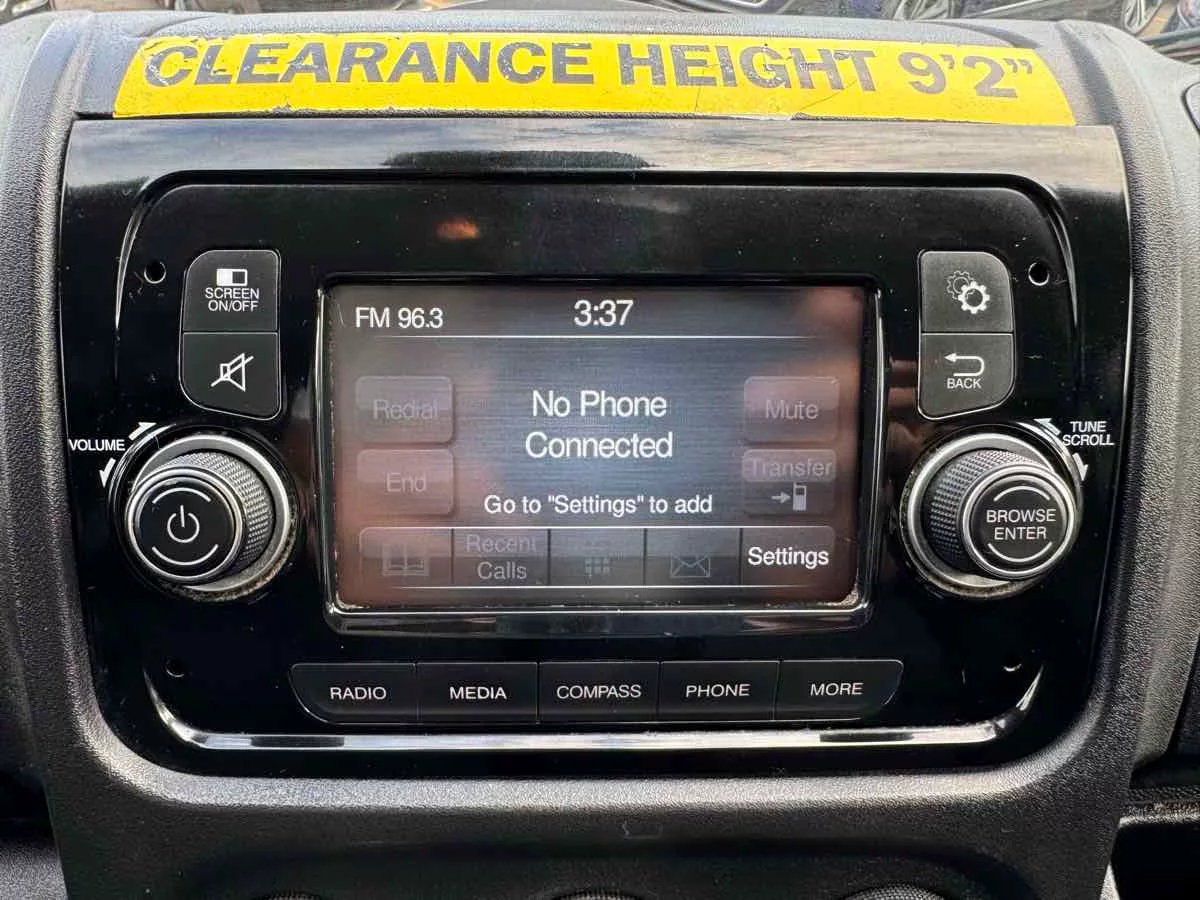 CLEARANCE HEIGHT 9'2"
SCREEN
ON/OFF
FM 96.3
3:37
BACK
VOLUME
TUNE
SCROLL
Redial
No Phone
Connected
Mute
End
Transfer
Go to "Settings" to add
BROWSE
ENTER
Recent
Calls
Settings
RADIO
MEDIA
COMPASS
PHONE
MORE